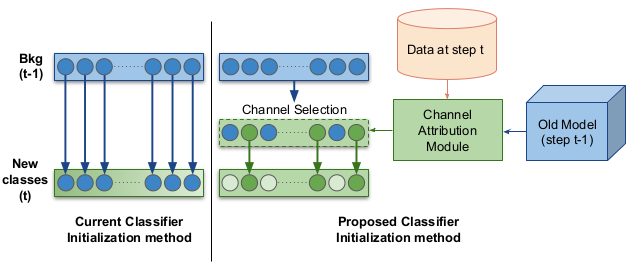 Bkg
(t-1)
New
classes
(t)
Current Classifier
Initialization method
Channel Selection
Data at step t
Channel
Attribution
Module
Old Model
(step t-1)
Proposed Classifier
Initialization method